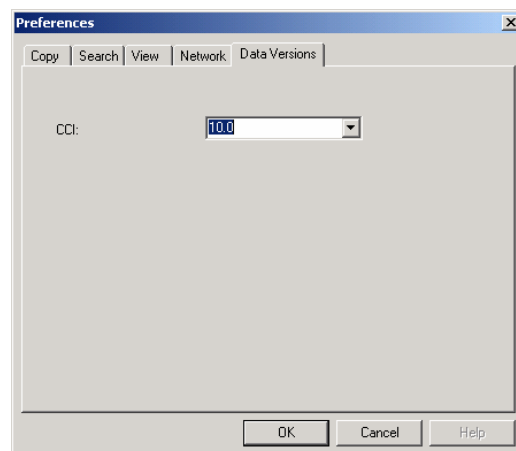 Preferences
Copy Search View Network Data Versions
CCI: 10.0
OK Cancel Help